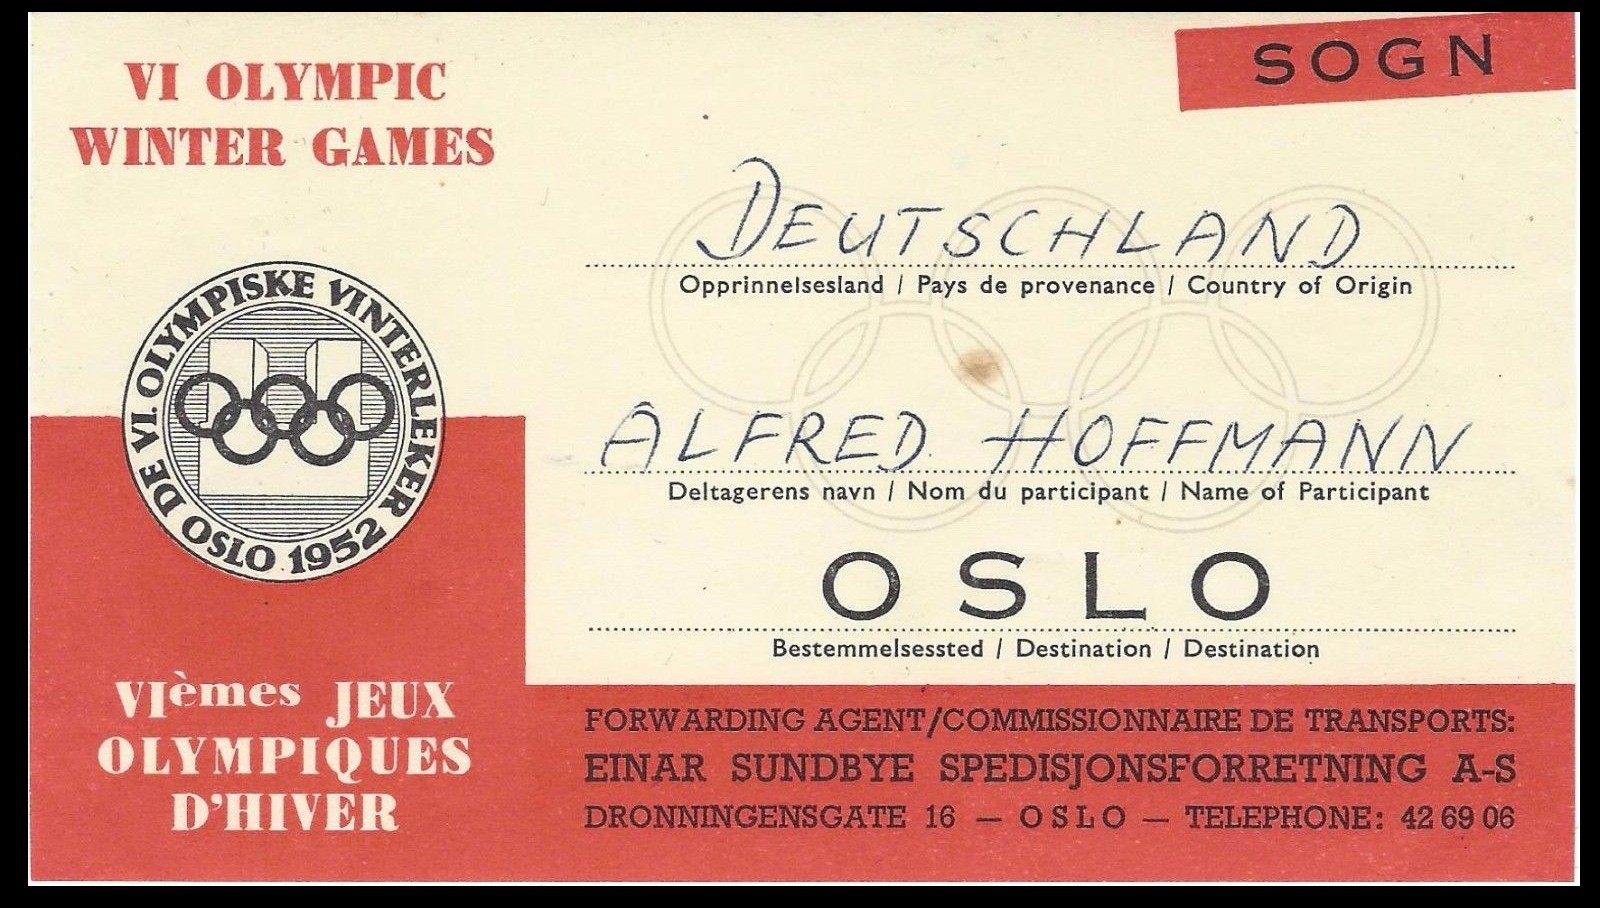 VI OLYMPIC
WINTER GAMES
SOGN
DEUTSCHLAND
Opprinnelsesland / Pays de provenance / Country of Origin
DE VI. OLYMPISKE VINTERLEKER
OSLO 1952
ALFRED HOFFMANN
Deltagerens navn / Nom du participant / Name of Participant
OSLO
Bestemmelsessted / Destination / Destination
VIèmes JEUX
OLYMPIQUES
D'HIVER
FORWARDING AGENT/COMMISSIONNAIRE DE TRANSPORTS:
EINAR SUNDBYE SPEDISJONSFORRETNING A-S
DRONNINGENSGATE 16 — OSLO — TELEPHONE: 42 69 06